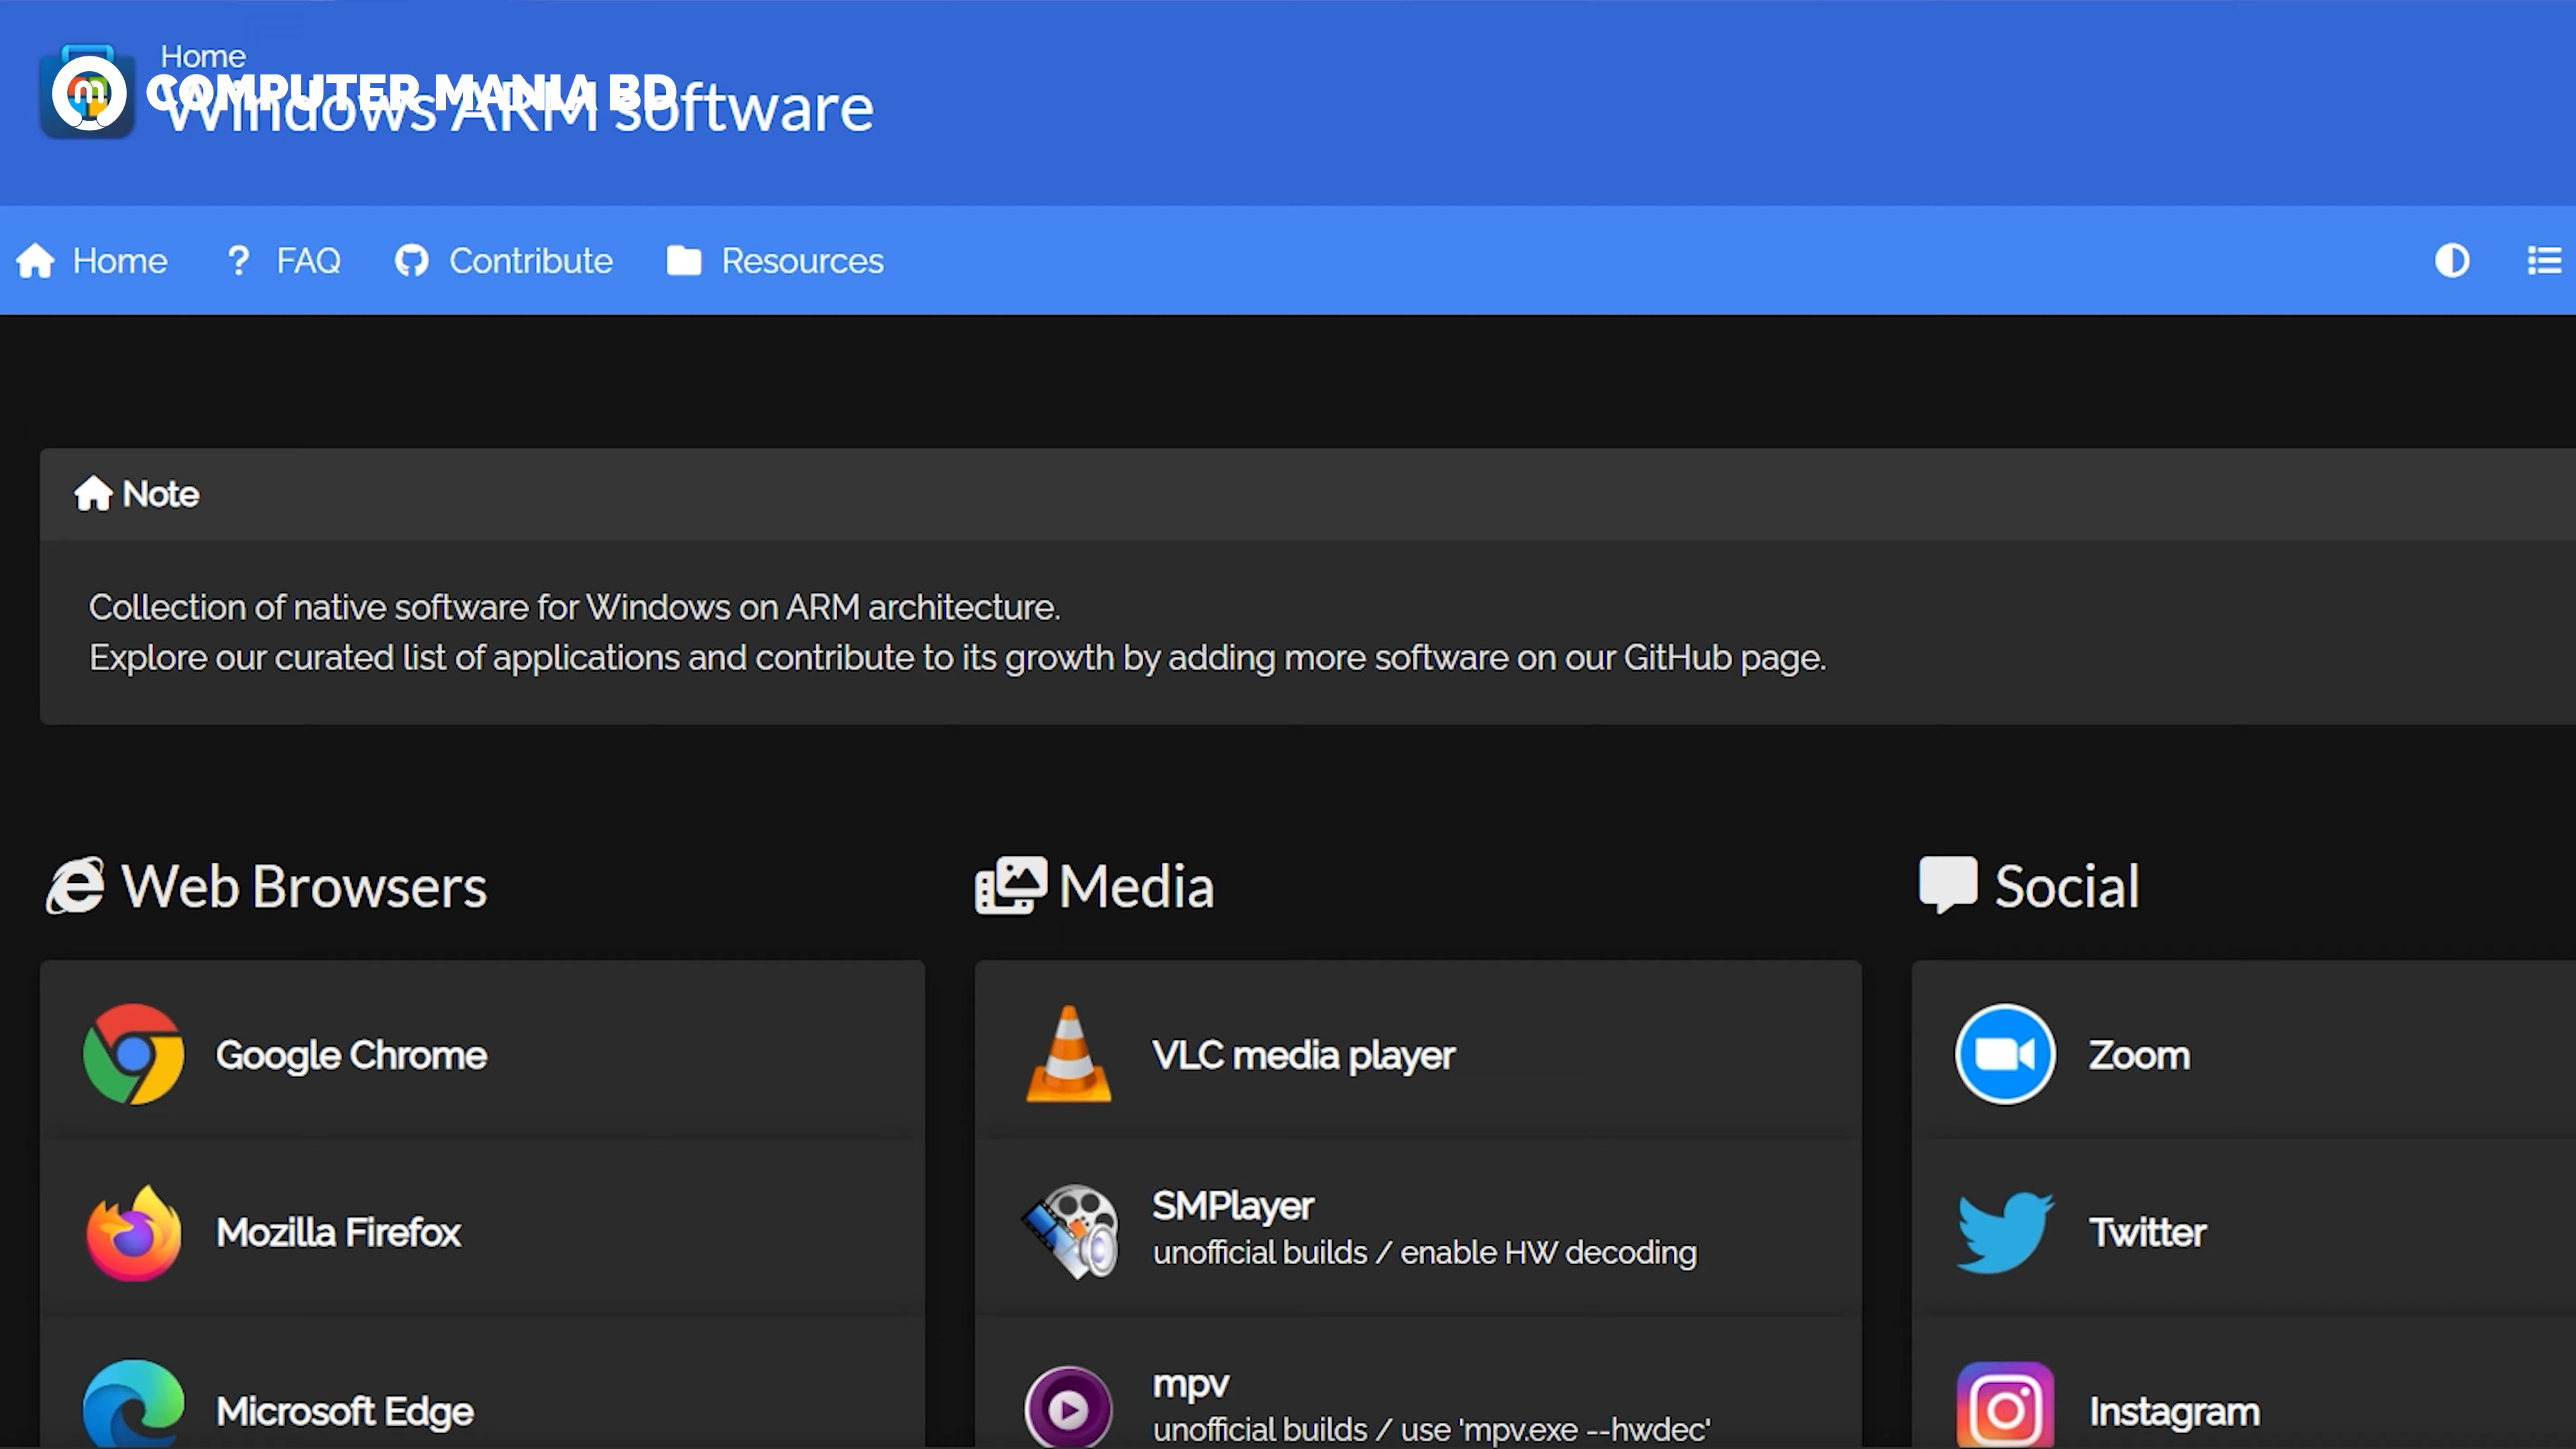 Home
COMPUTER MANIA BD
Windows ARM software
Home
FAQ
Contribute
Resources
Note
Collection of native software for Windows on ARM architecture.
Explore our curated list of applications and contribute to its growth by adding more software on our GitHub page.
Web Browsers
Google Chrome
Mozilla Firefox
Microsoft Edge
Media
VLC media player
SMPlayer
unofficial builds / enable HW decoding
mpv
unofficial builds / use 'mpv.exe --hwdec'
Social
Zoom
Twitter
Instagram